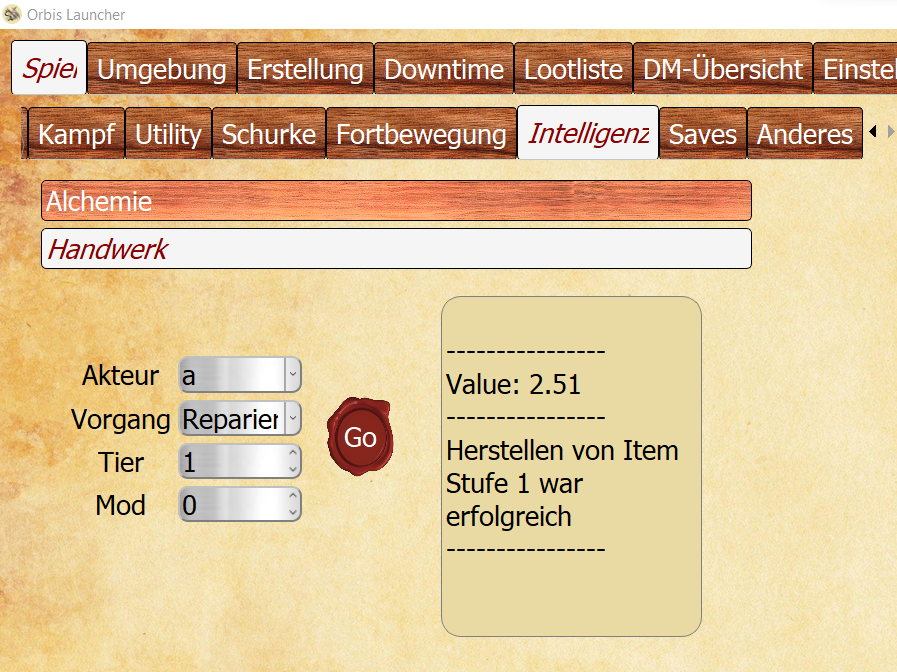 Orbis Launcher
Spiel Umgebung Erstellung Downtime Lootliste DM-Übersicht Einstel
Kampf Utility Schurke Fortbewegung Intelligenz Saves Anderes
Alchemie
Handwerk
Akteur a
Vorgang Reparier
Tier 1
Mod 0
Go
----------------
Value: 2.51
----------------
Herstellen von Item
Stufe 1 war
erfolgreich
----------------